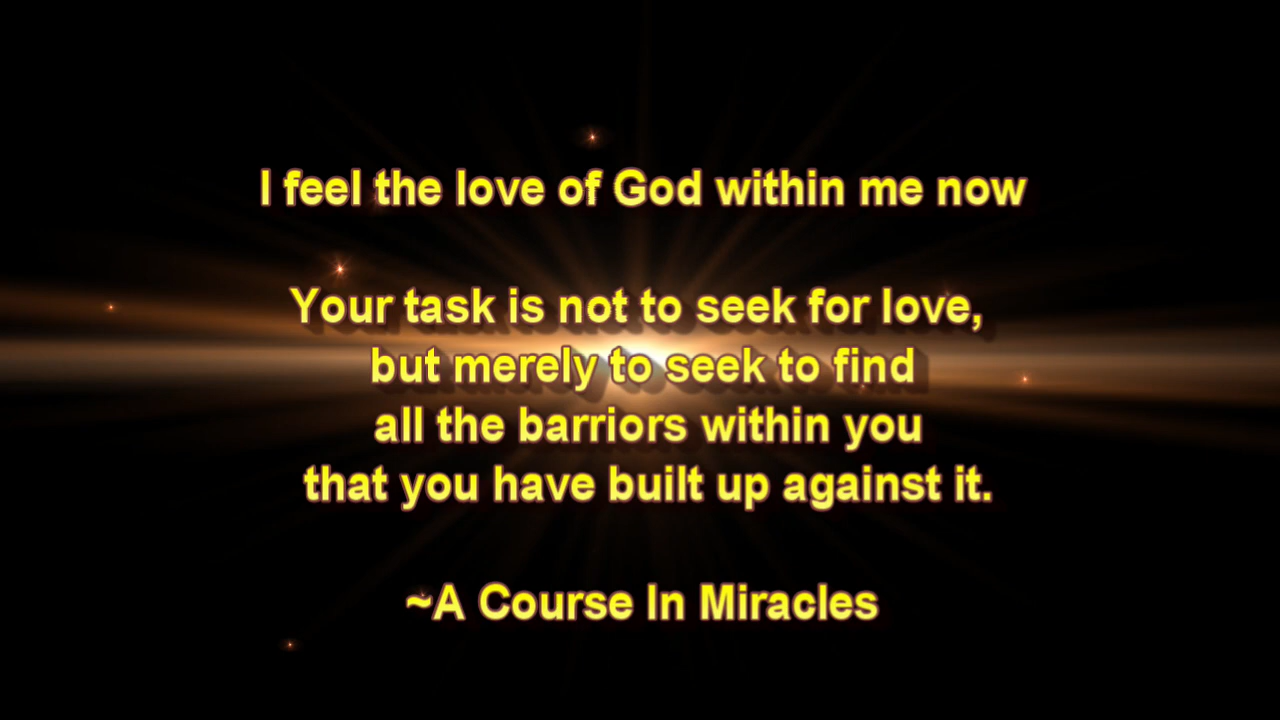 I feel the love of God within me now
Your task is not to seek for love,
but merely to seek to find
all the barriors within you
that you have built up against it.
~A Course In Miracles